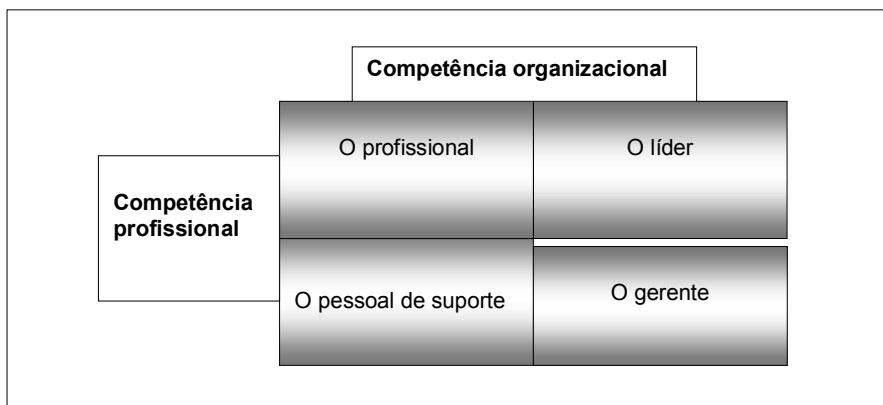 Competência organizacional
O profissional
O líder
Competência
profissional
O pessoal de suporte
O gerente